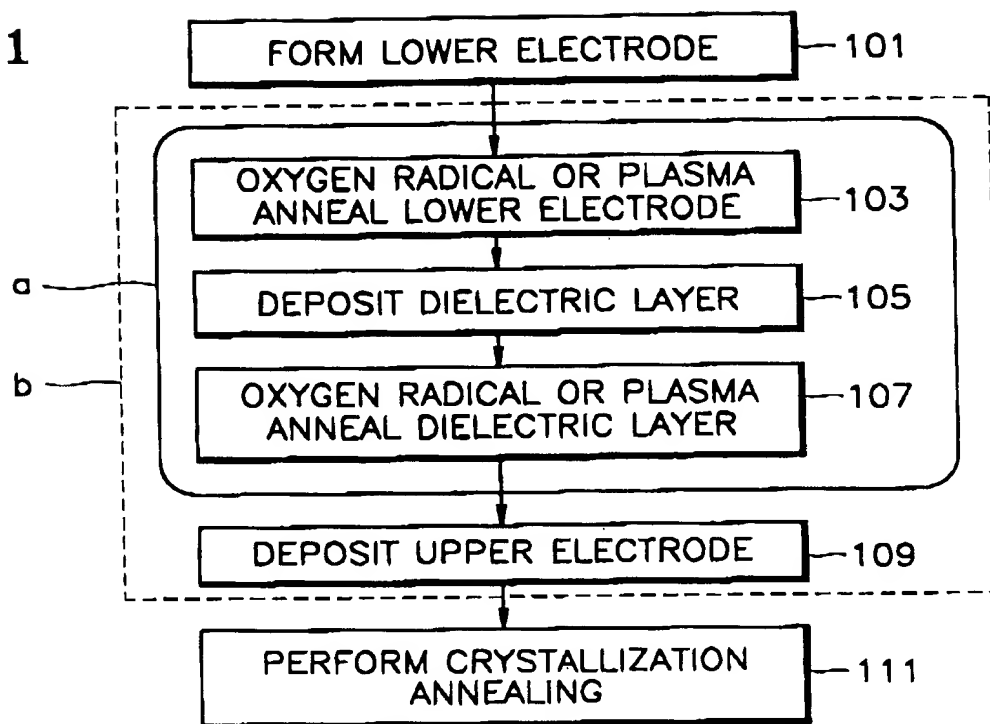 1
FORM LOWER ELECTRODE
101
OXYGEN RADICAL OR PLASMA
ANNEAL LOWER ELECTRODE
103
a
DEPOSIT DIELECTRIC LAYER
105
b
OXYGEN RADICAL OR PLASMA
ANNEAL DIELECTRIC LAYER
107
DEPOSIT UPPER ELECTRODE
109
PERFORM CRYSTALLIZATION
ANNEALING
111